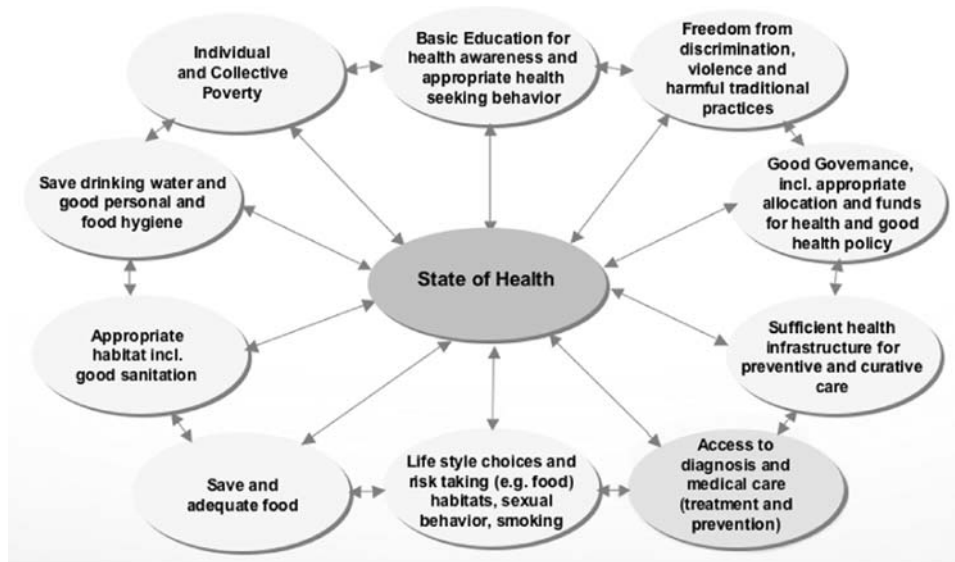 Individual
and Collective
Poverty
Basic Education for
health awareness and
appropriate health
seeking behavior
Freedom from
discrimination,
violence and
harmful traditional
practices
Save drinking water and
good personal and
food hygiene
Good Governance,
incl. appropriate
allocation and funds
for health and good
health policy
State of Health
Appropriate
habitat incl.
good sanitation
Sufficient health
infrastructure for
preventive and curative
care
Save and
adequate food
Life style choices and
risk taking (e.g. food)
habitats, sexual
behavior, smoking
Access to
diagnosis and
medical care
(treatment and
prevention)